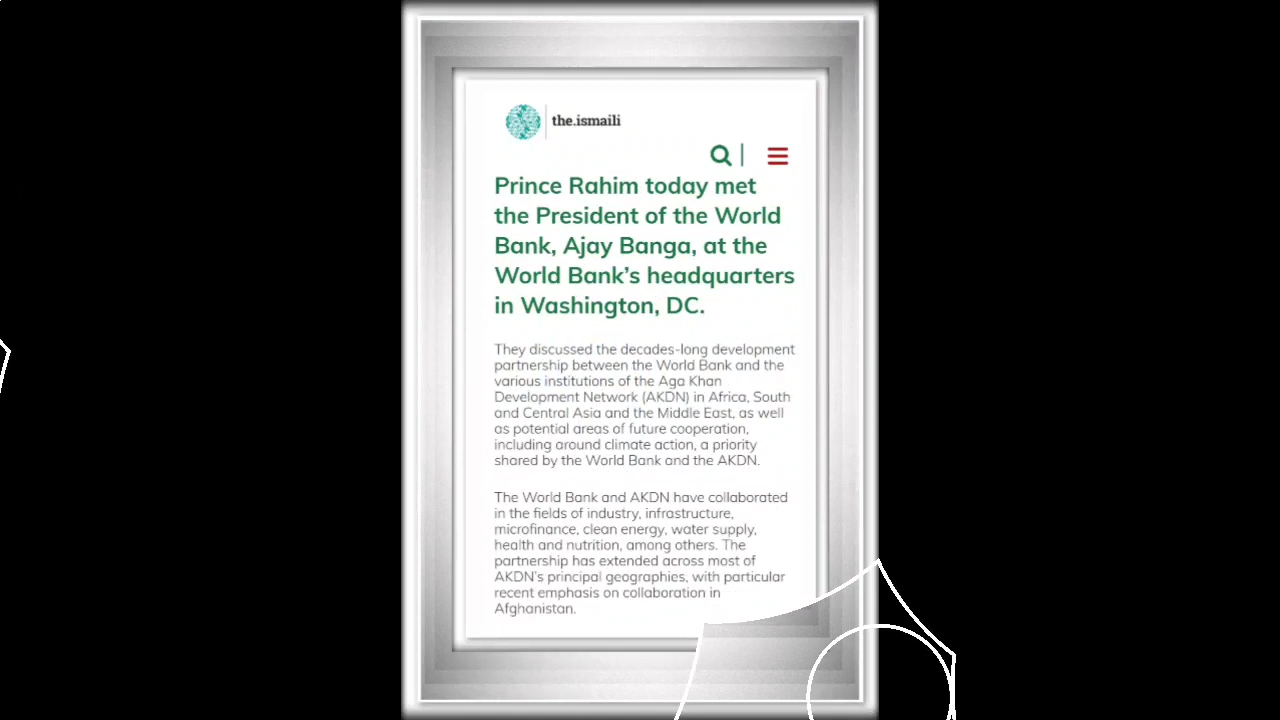 the.ismaili
Prince Rahim today met
the President of the World
Bank, Ajay Banga, at the
World Bank’s headquarters
in Washington, DC.
They discussed the decades-long development
partnership between the World Bank and the
various institutions of the Aga Khan
Development Network (AKDN) in Africa, South
and Central Asia and the Middle East, as well
as potential areas of future cooperation,
including around climate action, a priority
shared by the World Bank and the AKDN.
The World Bank and AKDN have collaborated
in the fields of industry, infrastructure,
microfinance, clean energy, water supply,
health and nutrition, among others. The
partnership has extended across most of
AKDN’s principal geographies, with particular
recent emphasis on collaboration in
Afghanistan.